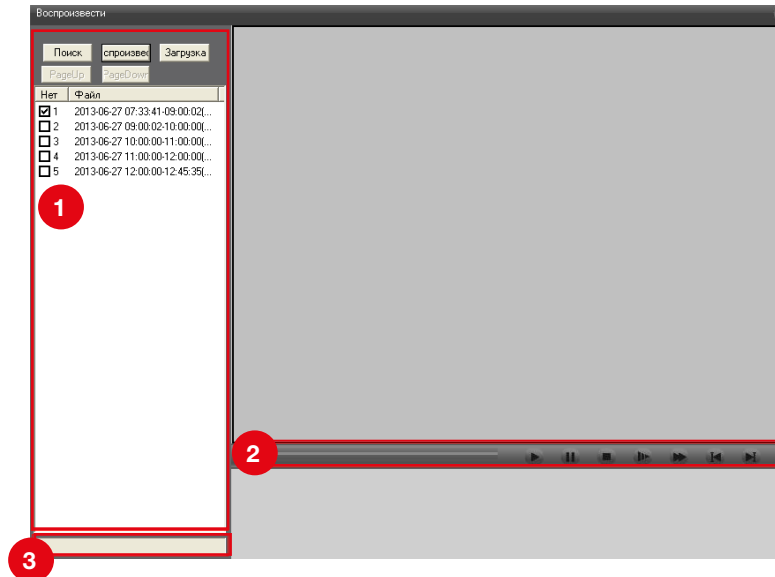 Воспроизвести
Поиск спроизвес Загрузка
PageUp PageDown
Нет Файл
1 2013-06-27 07:33:41-09:00:02(...
2 2013-06-27 09:00:02-10:00:00(...
3 2013-06-27 10:00:00-11:00:00(...
4 2013-06-27 11:00:00-12:00:00(...
5 2013-06-27 12:00:00-12:45:35(...
1
2
3